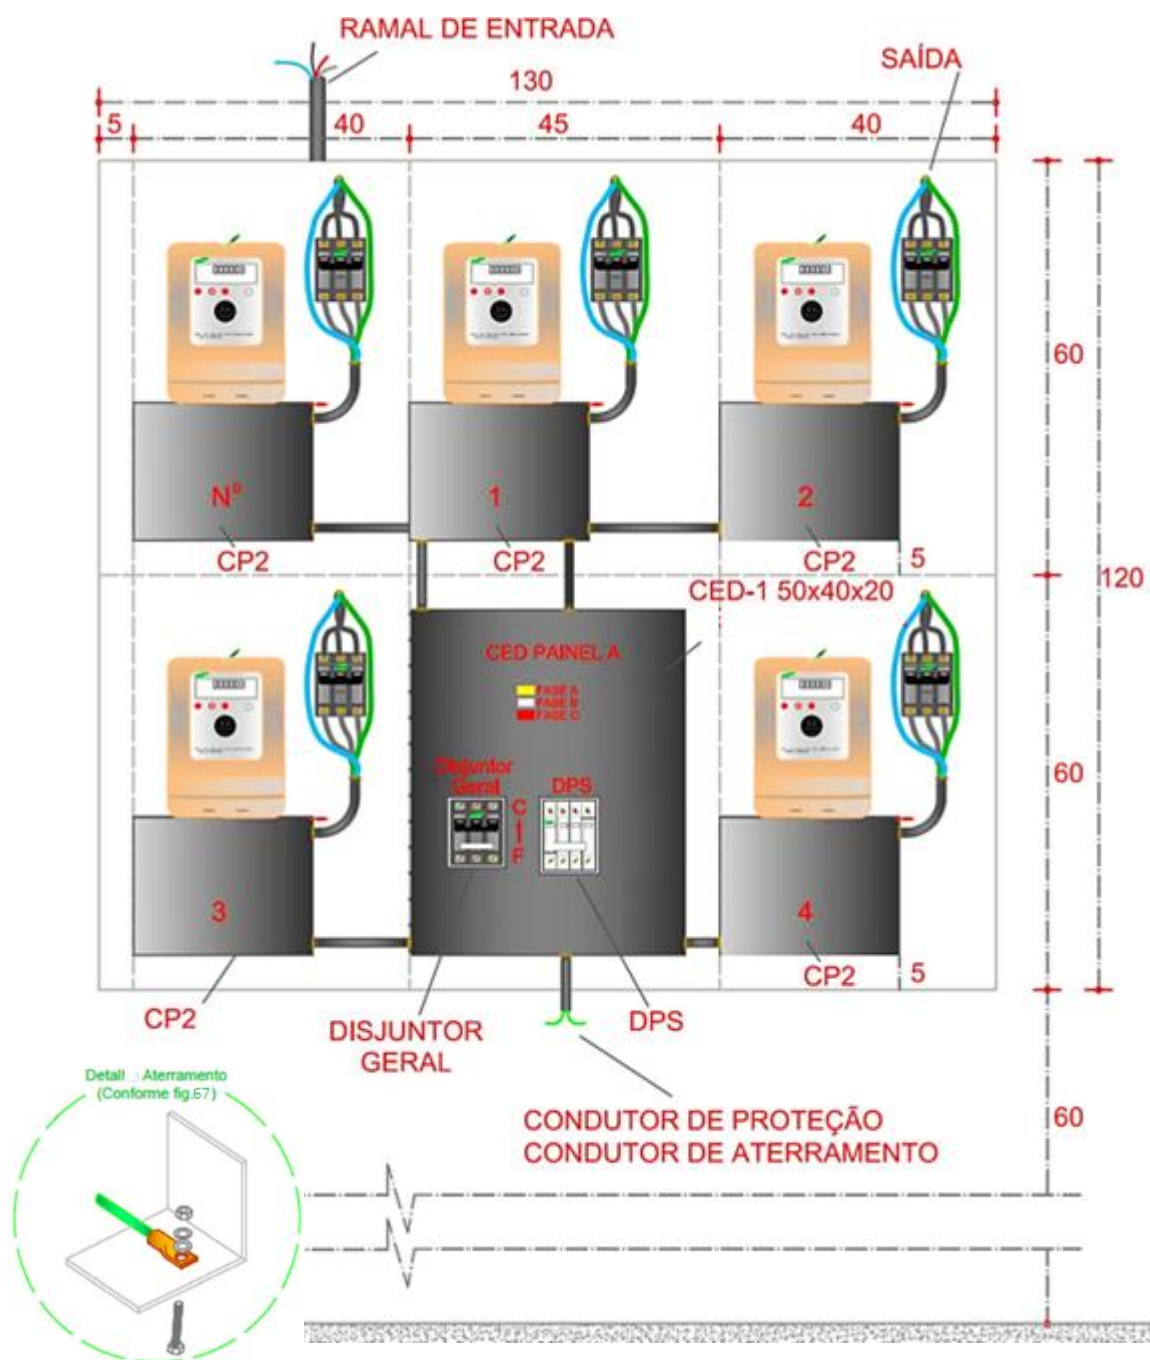 RAMAL DE ENTRADA
SAÍDA
130
5
40
45
40
60
Nº
1
2
CP2
CP2
CP2
5
120
CED-1 50x40x20
CED PAINEL A
FASE A
FASE B
FASE C
60
Disjuntor
Geral
DPS
C
F
3
4
CP2
5
CP2
DISJUNTOR
GERAL
DPS
Detall
Aterramento
(Conforme fig.67)
CONDUTOR DE PROTEÇÃO
CONDUTOR DE ATERRAMENTO
60